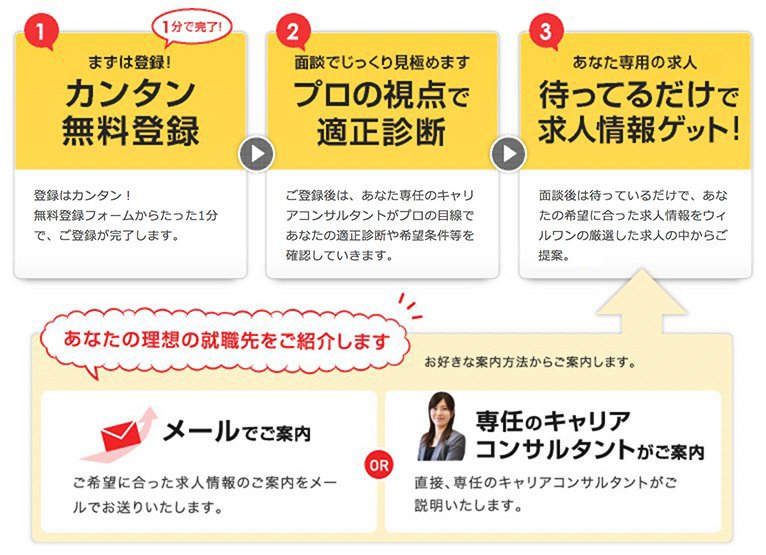 1
1分で完了!
まずは登録!
カンタン
無料登録
登録はカンタン！
無料登録フォームからたった1分
で、ご登録が完了します。
2
面談でじっくり見極めます
プロの視点で
適正診断
ご登録後は、あなた専任のキャリ
アコンサルタントがプロの目線で
あなたの適正診断や希望条件等を
確認していきます。
3
あなた専用の求人
待ってるだけで
求人情報ゲット!
面談後は待っているだけで、あな
たの希望に合った求人情報をウィ
ルワンの厳選した求人の中からご
提案。
あなたの理想の就職先をご紹介します
お好きな案内方法からご案内します。
メールでご案内
ご希望に合った求人情報のご案内をメー
ルでお送りいたします。
OR
専任のキャリア
コンサルタントがご案内
直接、専任のキャリアコンサルタントがご
説明いたします。